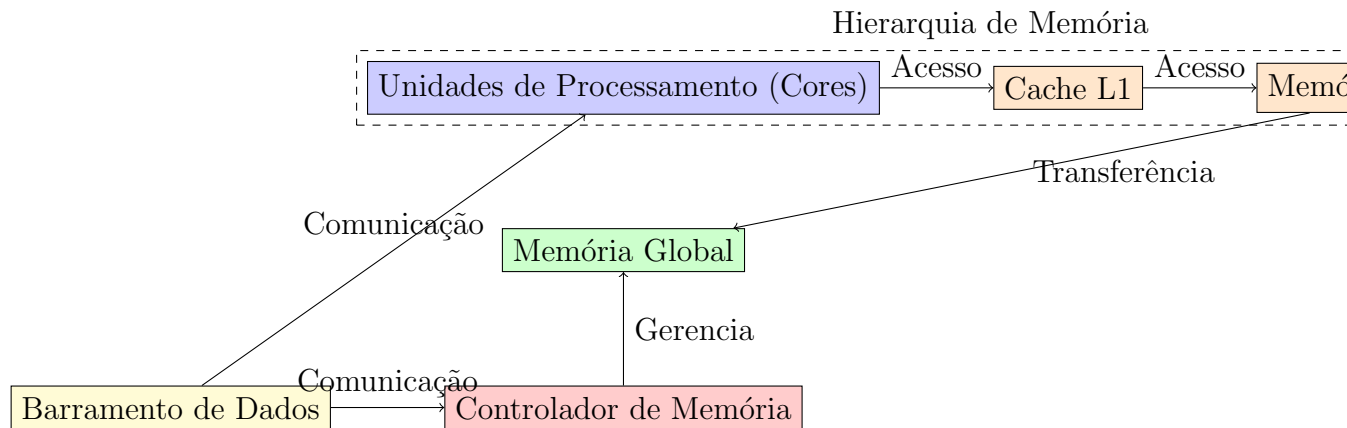 Hierarquia de Memória
Unidades de Processamento (Cores)
Acesso
Cache L1
Acesso
Transferência
Comunicação
Memória Global
Gerencia
Comunicação
Barramento de Dados
Controlador de Memória